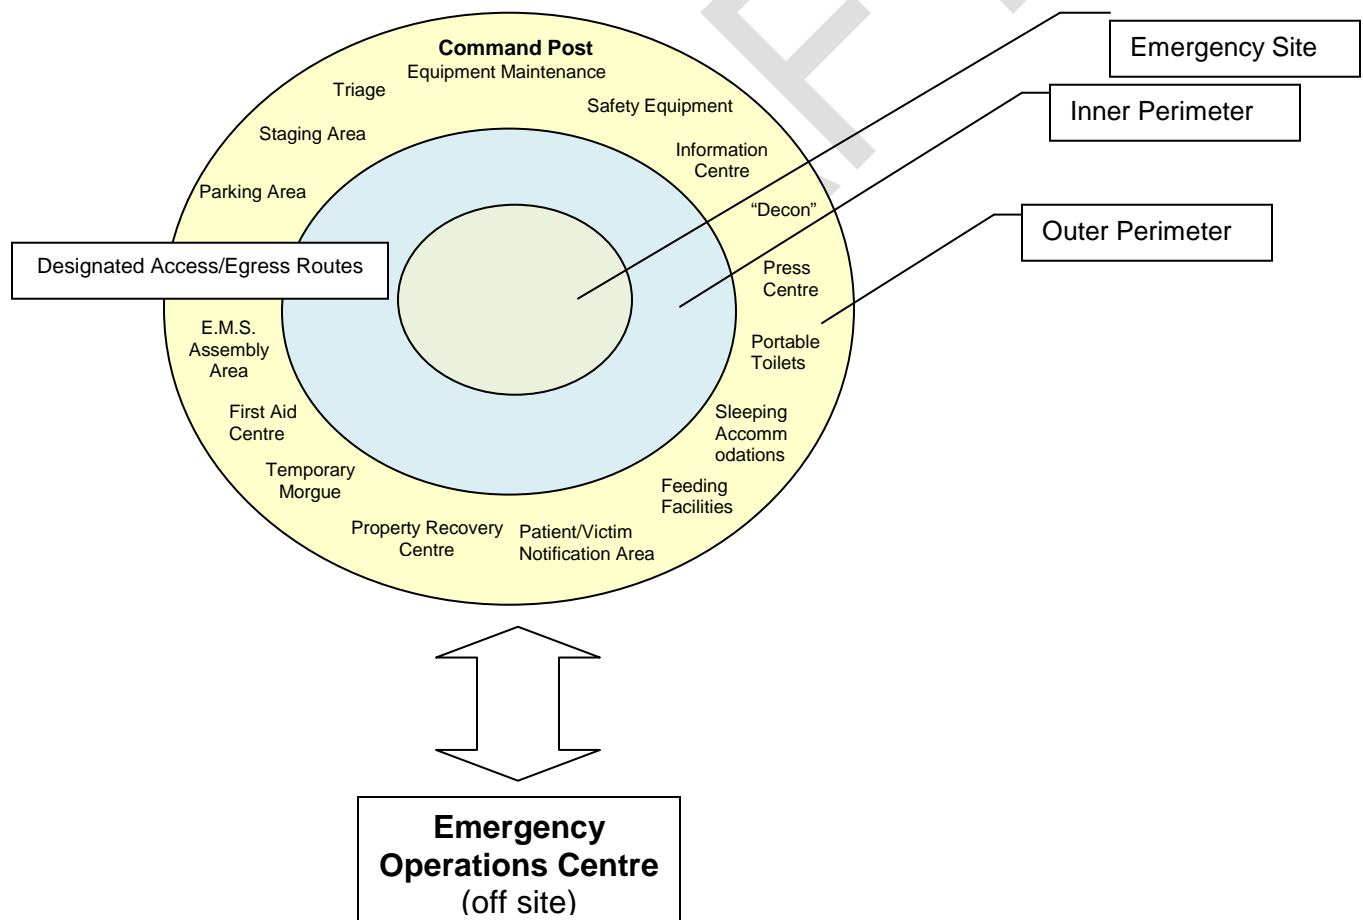 Command Post
Equipment Maintenance
Triage
Safety Equipment
Staging Area
Information
Centre
Parking Area
“Decon”
Designated Access/Egress Routes
Press
Centre
E.M.S.
Assembly
Area
Portable
Toilets
First Aid
Centre
Sleeping
Accomm
odations
Temporary
Morgue
Feeding
Facilities
Property Recovery
Centre
Patient/Victim
Notification Area
Emergency Site
Inner Perimeter
Outer Perimeter
Emergency
Operations Centre
(off site)